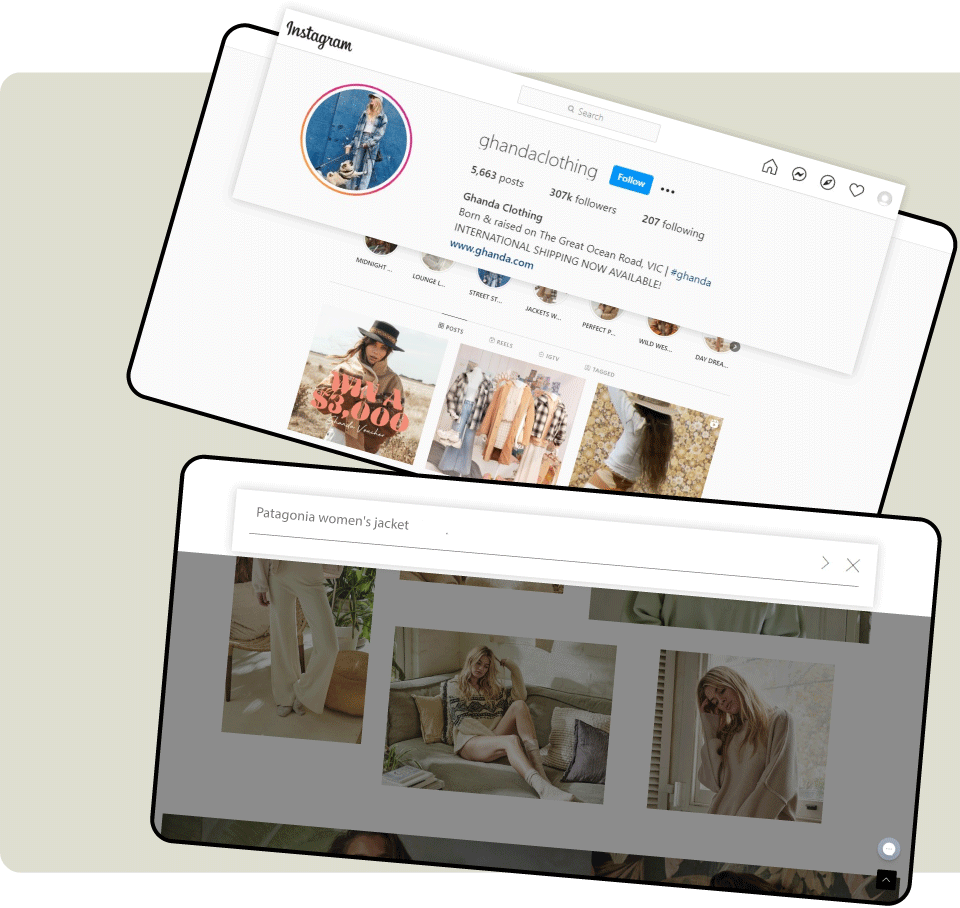 Instagram
Search
ghandaclothing
Follow
5,663 posts
307k followers
207 following
Ghanda Clothing
Born & raised on The Great Ocean Road, VIC | #ghanda
INTERNATIONAL SHIPPING NOW AVAILABLE!
www.ghanda.com
MIDNIGHT ...
LOUNGE L...
STREET ST...
JACKETS W...
PERFECT P...
WILD WES...
DAY DREA...
POSTS
REELS
IGTV
TAGGED
WIN A
$3,000
Ghanda Voucher
Patagonia women's jacket